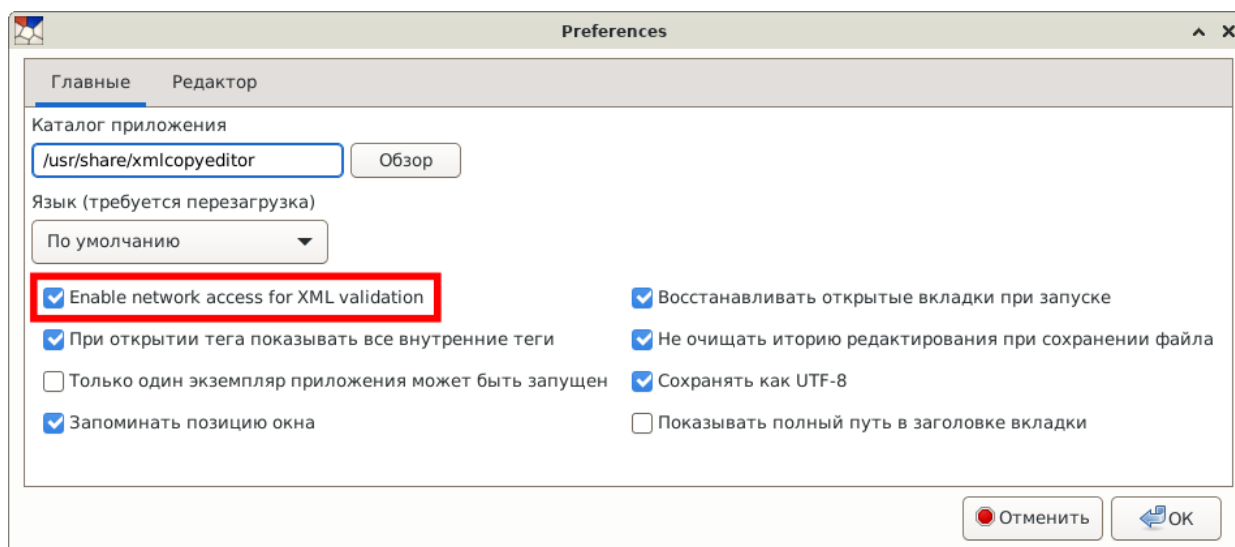 Preferences
Главные Редактор
Каталог приложения
/usr/share/xmlcopyeditor Обзор
Язык (требуется перезагрузка)
По умолчанию
Enable network access for XML validation Восстанавливать открытые вкладки при запуске
При открытии тега показывать все внутренние теги Не очищать иторию редактирования при сохранении файла
Только один экземпляр приложения может быть запущен Сохранять как UTF-8
Запоминать позицию окна Показывать полный путь в заголовке вкладки
Отменить ОК